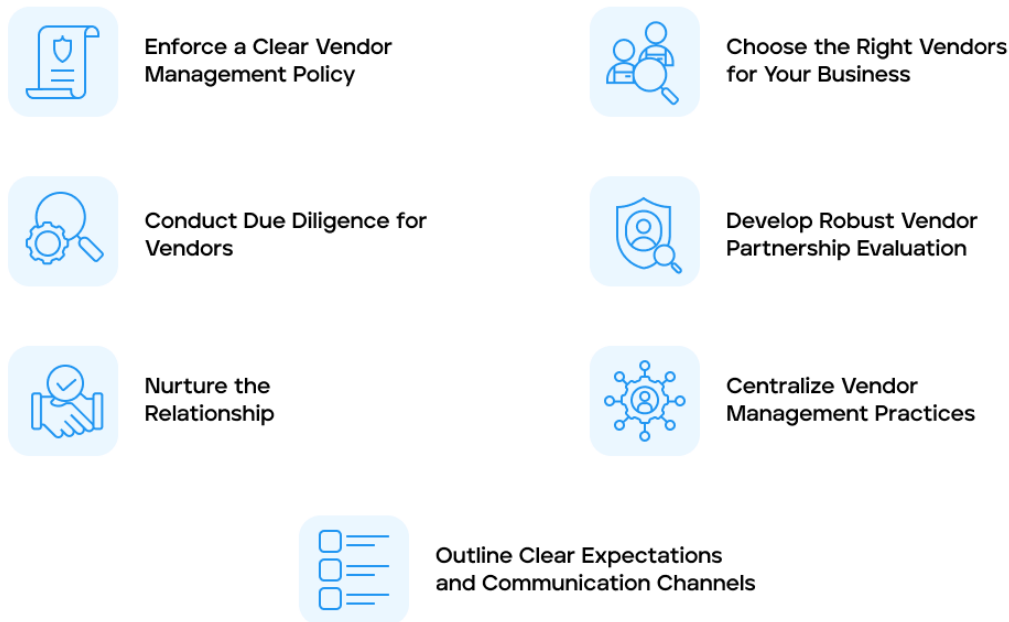 Enforce a Clear Vendor
Management Policy
Choose the Right Vendors
for Your Business
Conduct Due Diligence for
Vendors
Develop Robust Vendor
Partnership Evaluation
Nurture the
Relationship
Centralize Vendor
Management Practices
Outline Clear Expectations
and Communication Channels